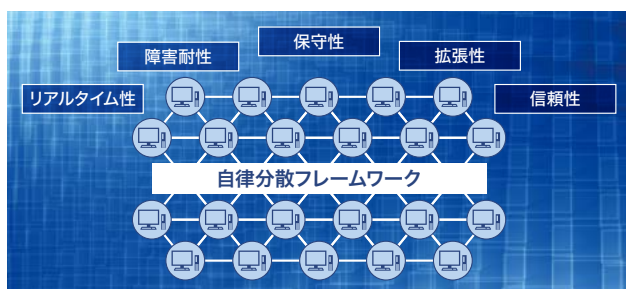 保守性
障害耐性
拡張性
リアルタイム性
信頼性
自律分散フレームワーク